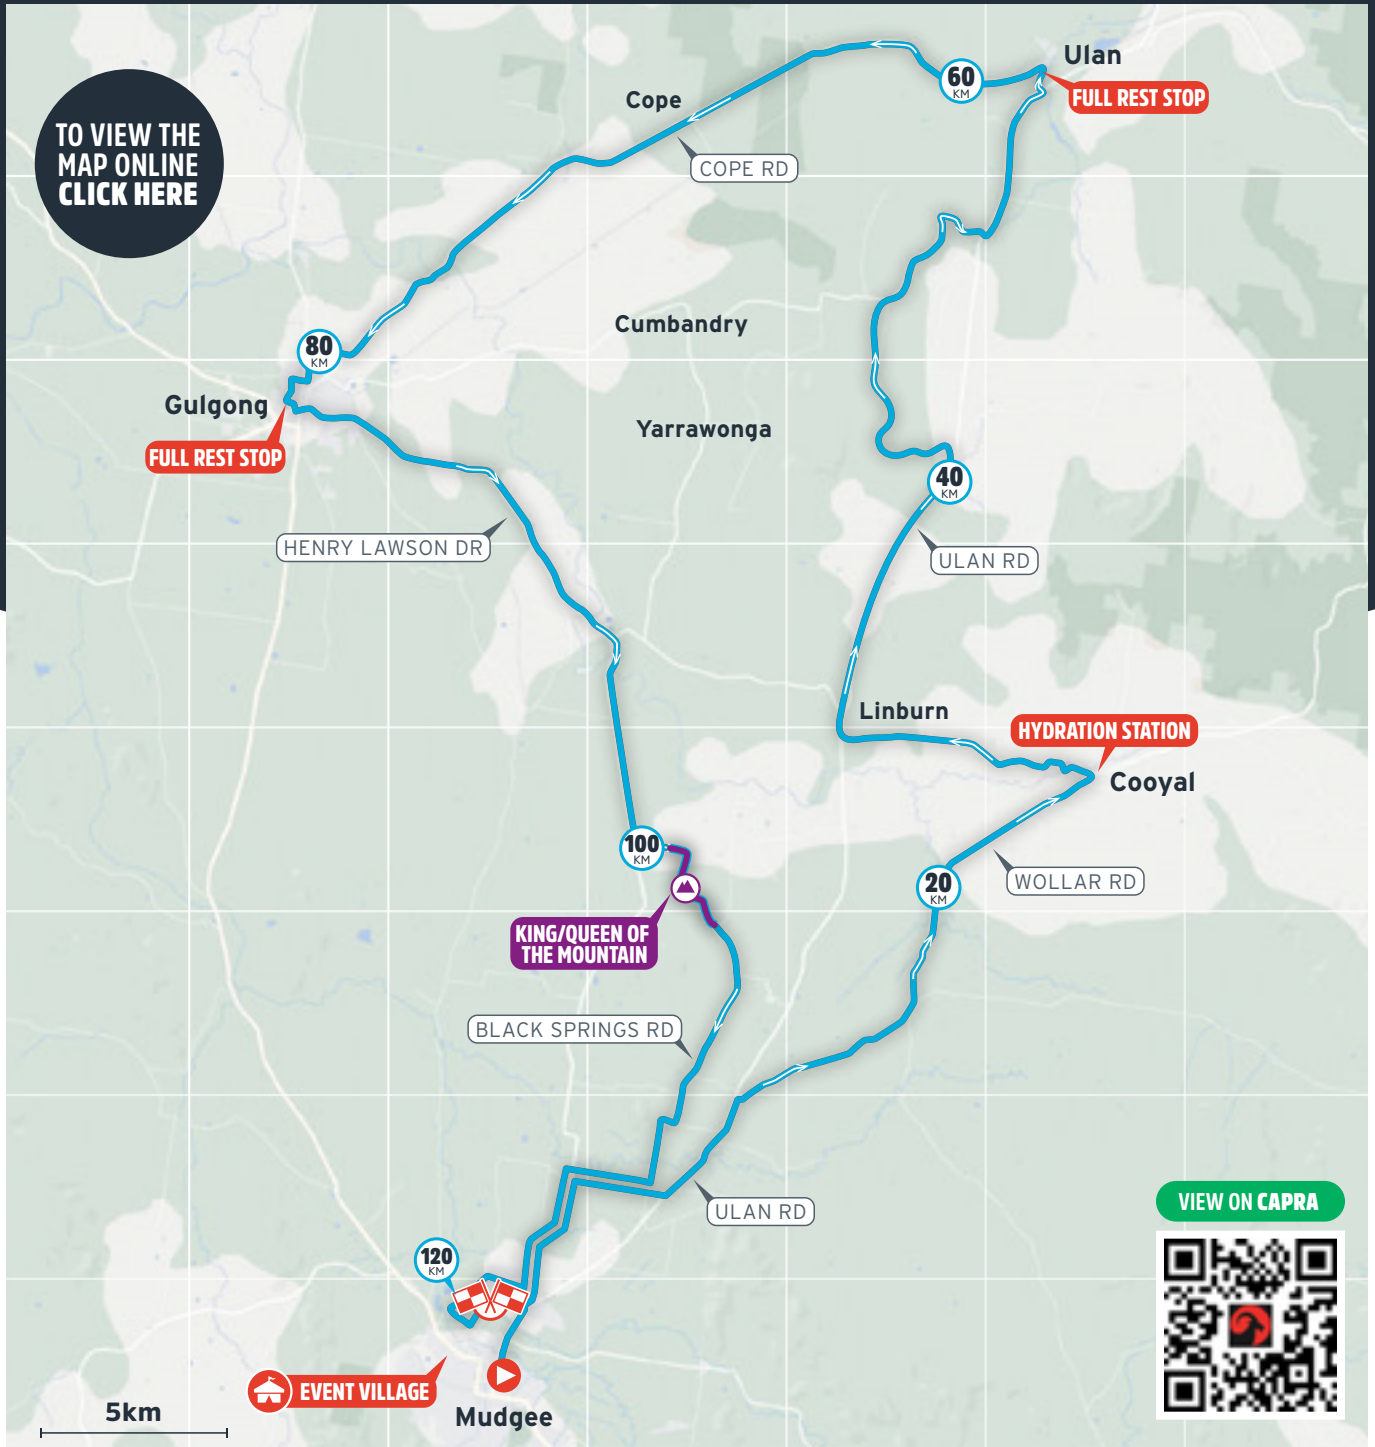 Ulan
60
KM
FULL REST STOP
TO VIEW THE
MAP ONLINE
CLICK HERE
Cope
COPE RD
Cumbandry
80
KM
Gulgong
FULL REST STOP
Yarrawonga
40
KM
HENRY LAWSON DR
ULAN RD
Linburn
HYDRATION STATION
Cooyal
100
KM
20
KM
WOLLAR RD
KING/QUEEN OF
THE MOUNTAIN
BLACK SPRINGS RD
ULAN RD
VIEW ON CAPRA
120
KM
EVENT VILLAGE
Mudgee
5km